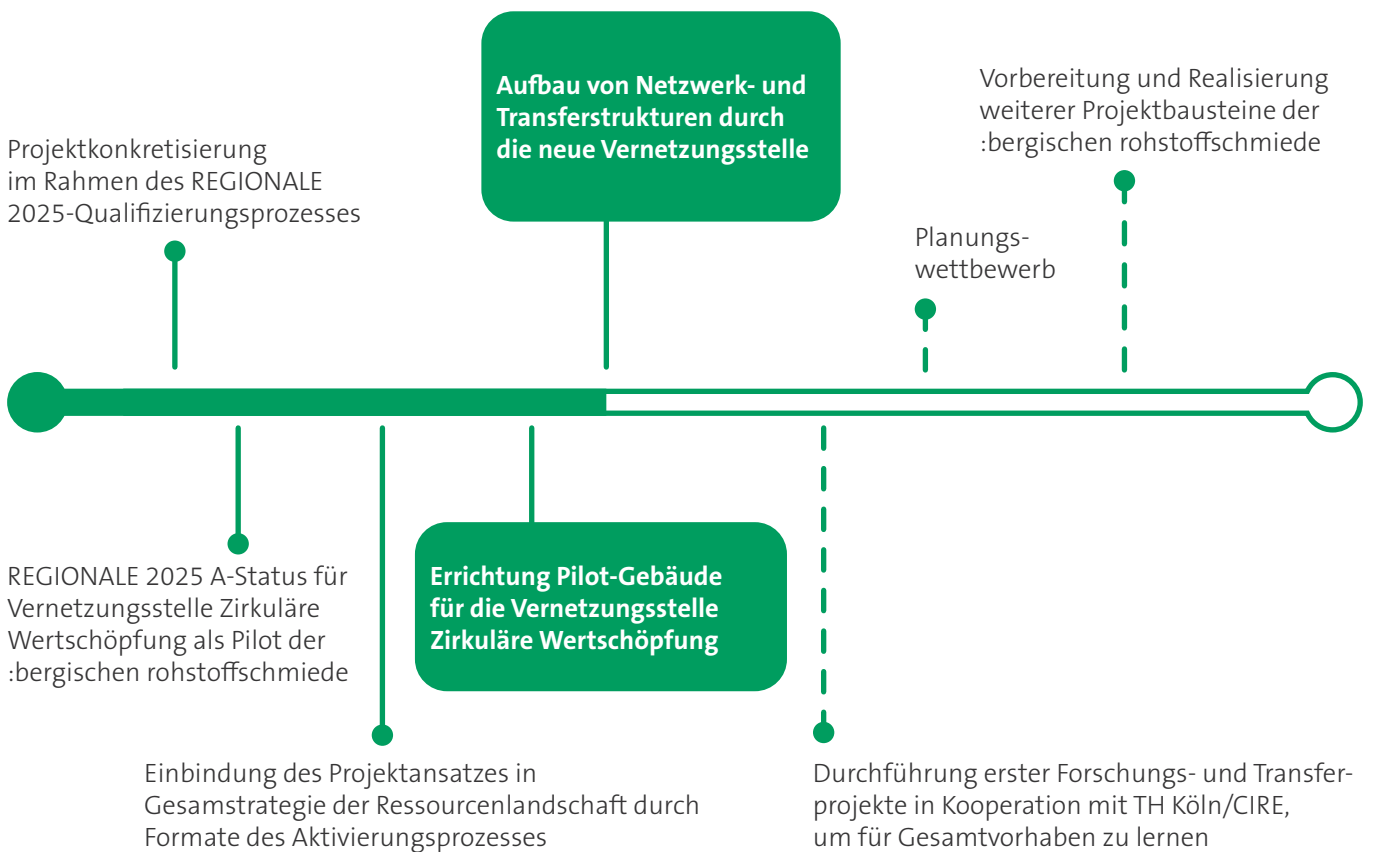 Projektkonkretisierung
im Rahmen des REGIONALE
2025-Qualifizierungsprozesses
Aufbau von Netzwerk- und
Transferstrukturen durch
die neue Vernetzungsstelle
Planungs-
wettbewerb
Vorbereitung und Realisierung
weiterer Projektbausteine der
:bergischen rohstoffschmiede
REGIONALE 2025 A-Status für
Vernetzungsstelle Zirkuläre
Wertschöpfung als Pilot der
:bergischen rohstoffschmiede
Einbindung des Projektansatzes in
Gesamstrategie der Ressourcenlandschaft durch
Formate des Aktivierungsprozesses
Errichtung Pilot-Gebäude
für die Vernetzungsstelle
Zirkuläre Wertschöpfung
Durchführung erster Forschungs- und Transfer-
projekte in Kooperation mit TH Köln/CIRE,
um für Gesamtvorhaben zu lernen